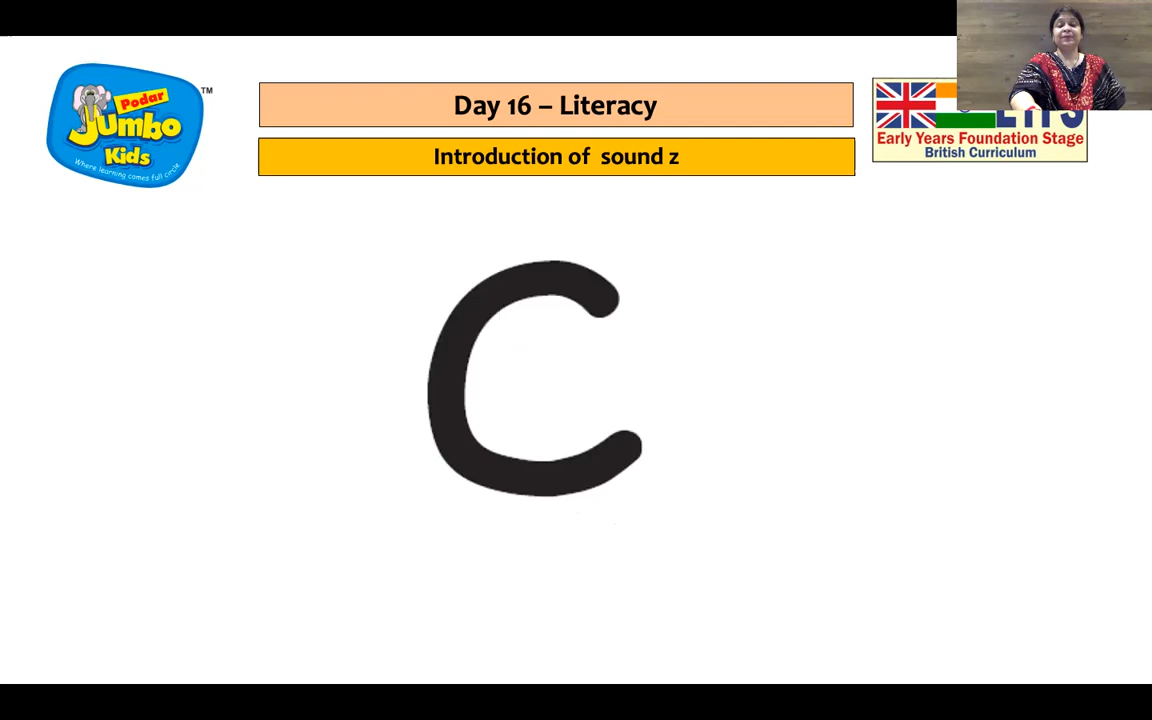 Podar
Jumbo
Kids
Where learning comes full circle
TM
Day 16 – Literacy
Introduction of sound z
Early Years Foundation Stage
British Curriculum
C